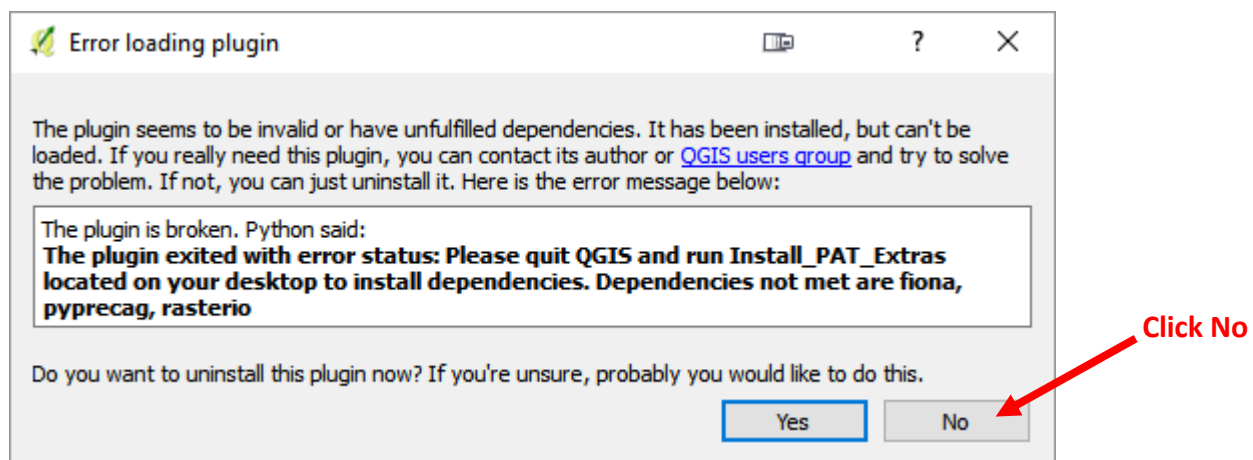 Error loading plugin
?
The plugin seems to be invalid or have unfulfilled dependencies. It has been installed, but can't be
loaded. If you really need this plugin, you can contact its author or QGIS users group and try to solve
the problem. If not, you can just uninstall it. Here is the error message below:
The plugin is broken. Python said:
The plugin exited with error status: Please quit QGIS and run Install_PAT_Extras
located on your desktop to install dependencies. Dependencies not met are fiona,
pyprecag, rasterio
Click No
Do you want to uninstall this plugin now? If you're unsure, probably you would like to do this.
Yes
No